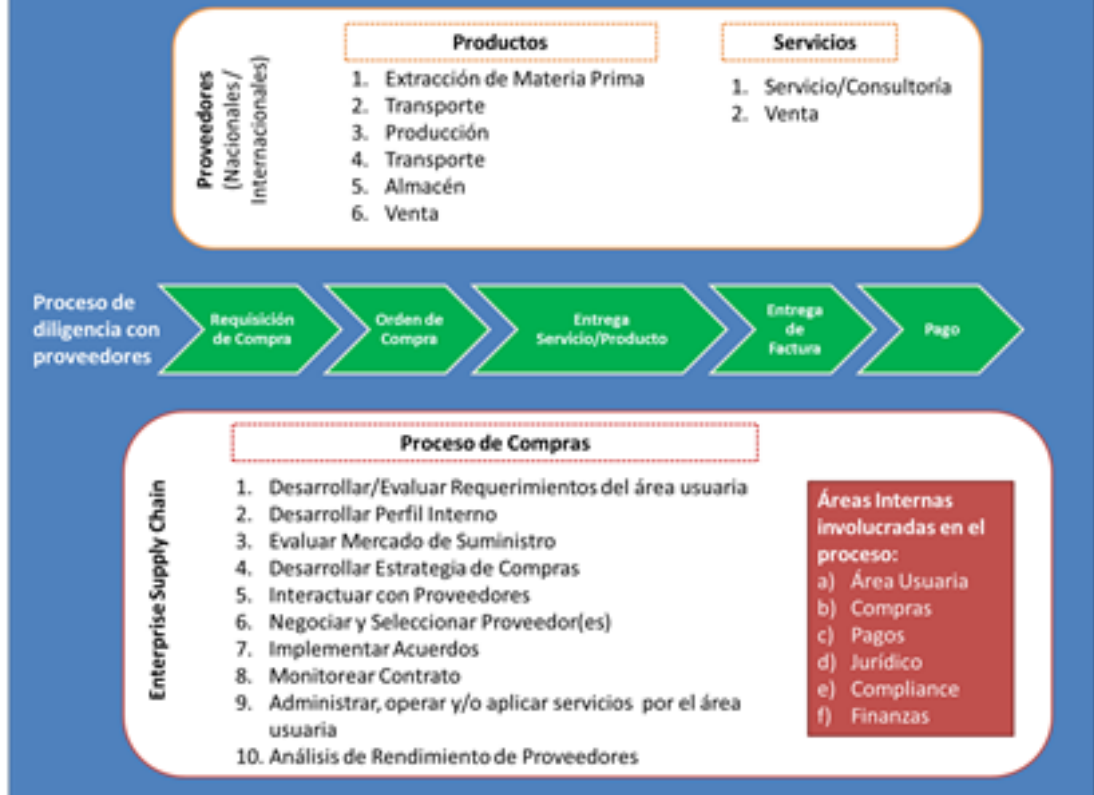 Proveedores
(Nacionales /
Internacionales)
Productos
1. Extracción de Materia Prima
2. Transporte
3. Producción
4. Transporte
5. Almacén
6. Venta
Servicios
1. Servicio/Consultoría
2. Venta
Proceso de
diligencia con
proveedores
Requisición
de Compra
Orden de
Compra
Entrega
Servicio/Producto
Entrega
de
Factura
Pago
Enterprise Supply Chain
Proceso de Compras
1. Desarrollar/Evaluar Requerimientos del área usuaria
2. Desarrollar Perfil Interno
3. Evaluar Mercado de Suministro
4. Desarrollar Estrategia de Compras
5. Interactuar con Proveedores
6. Negociar y Seleccionar Proveedor(es)
7. Implementar Acuerdos
8. Monitorear Contrato
9. Administrar, operar y/o aplicar servicios por el área
usuaria
10. Análisis de Rendimiento de Proveedores
Áreas Internas
involucradas en el
proceso:
a) Área Usuaria
b) Compras
c) Pagos
d) Jurídico
e) Compliance
f) Finanzas